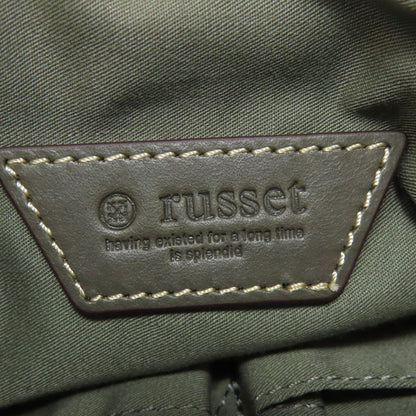 russet
having existed for a long time
is splendid